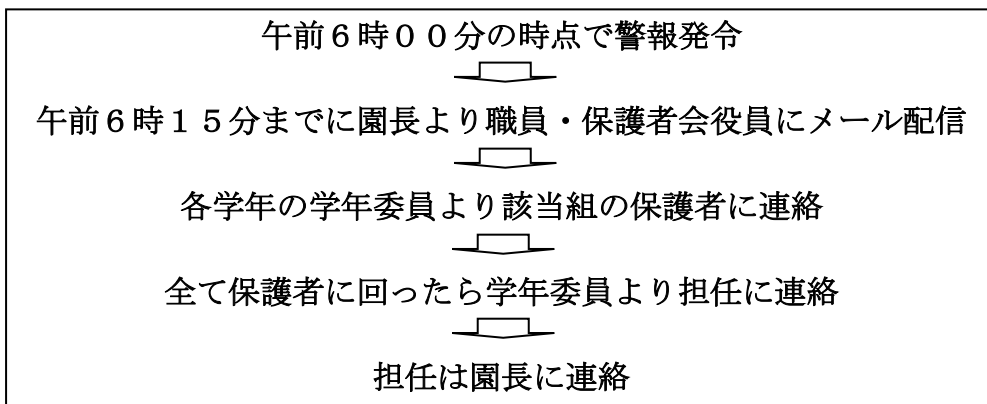 午前６時００分の時点で警報発令
午前６時１５分までに園長より職員・保護者会役員にメール配信
各学年の学年委員より該当組の保護者に連絡
全て保護者に回ったら学年委員より担任に連絡
担任は園長に連絡